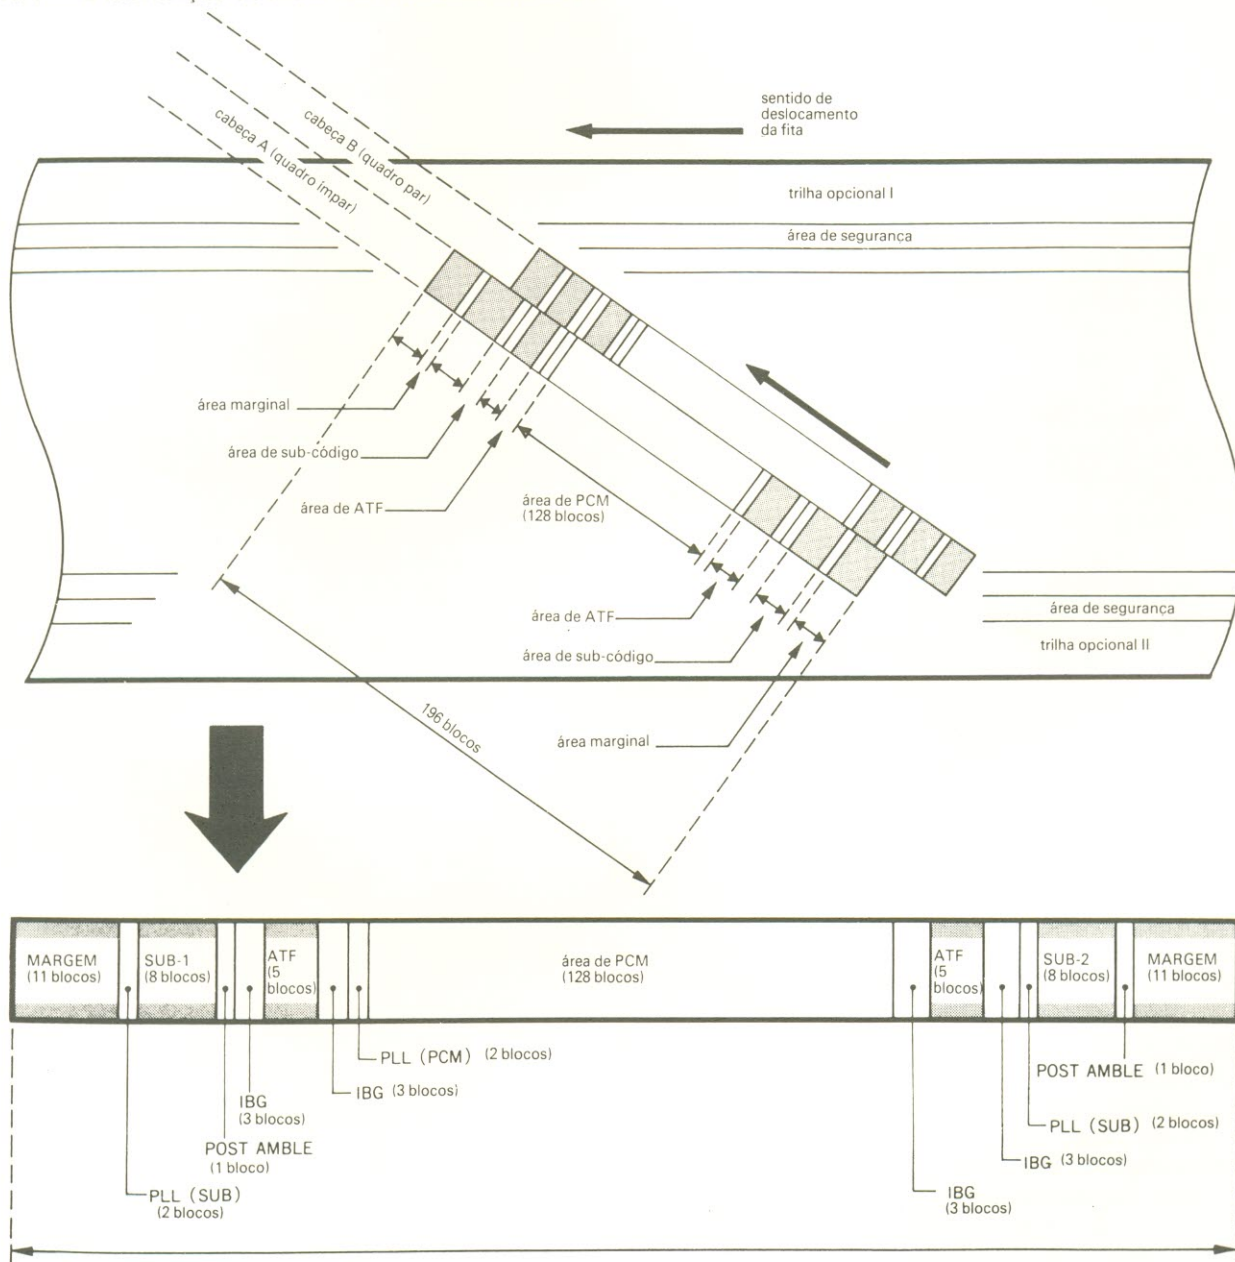 sentido de
deslocamento
da fita
cabeça B (quadro par)
cabeça A (quadro ímpar)
trilha opcional I
área de segurança
área marginal
área de sub-código
área de ATF
área de PCM
(128 blocos)
área de ATF
área de sub-código
área marginal
área de segurança
trilha opcional II
196 blocos
MARGEM
(11 blocos)
SUB-1
(8 blocos)
ATF
(5
blocos)
área de PCM
(128 blocos)
ATF
(5
blocos)
SUB-2
(8 blocos)
MARGEM
(11 blocos)
PLL (PCM) (2 blocos)
IBG (3 blocos)
IBG
(3 blocos)
POST AMBLE
(1 bloco)
PLL (SUB)
(2 blocos)
POST AMBLE (1 bloco)
PLL (SUB) (2 blocos)
IBG (3 blocos)
IBG
(3 blocos)